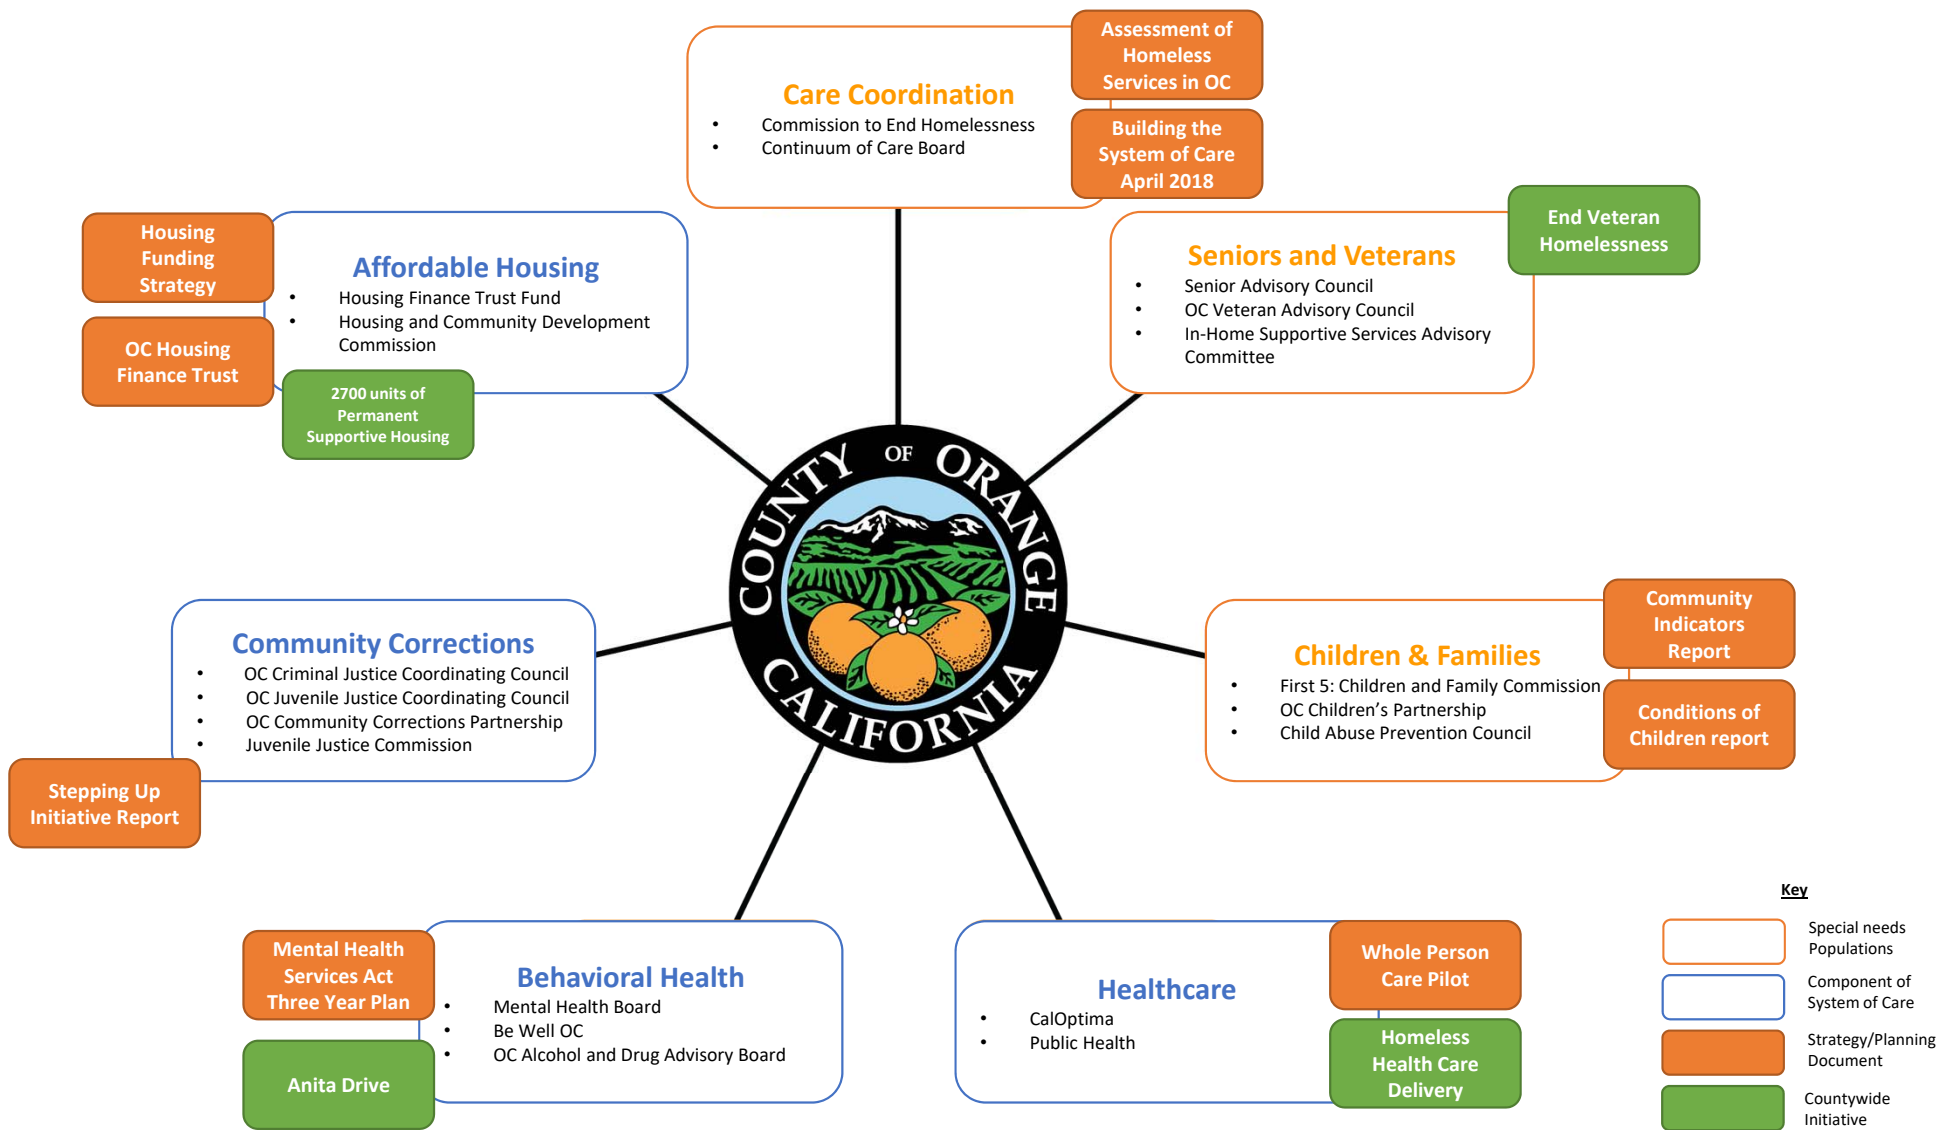 Assessment of
Homeless
Services in OC
Care Coordination
• Commission to End Homelessness
• Continuum of Care Board
Building the
System of Care
April 2018
Housing
Funding
Strategy
Affordable Housing
• Housing Finance Trust Fund
• Housing and Community Development
Commission
OC Housing
Finance Trust
2700 units of
Permanent
Supportive Housing
End Veteran
Homelessness
Seniors and Veterans
• Senior Advisory Council
• OC Veteran Advisory Council
• In-Home Supportive Services Advisory
Committee
COUNTY OF ORANGE
CALIFORNIA
Community Corrections
• OC Criminal Justice Coordinating Council
• OC Juvenile Justice Coordinating Council
• OC Community Corrections Partnership
• Juvenile Justice Commission
Stepping Up
Initiative Report
Community
Indicators
Report
Children & Families
• First 5: Children and Family Commission
• OC Children’s Partnership
• Child Abuse Prevention Council
Conditions of
Children report
Mental Health
Services Act
Three Year Plan
Behavioral Health
• Mental Health Board
• Be Well OC
• OC Alcohol and Drug Advisory Board
Anita Drive
Healthcare
• CalOptima
• Public Health
Whole Person
Care Pilot
Homeless
Health Care
Delivery
Key
Special needs
Populations
Component of
System of Care
Strategy/Planning
Document
Countywide
Initiative